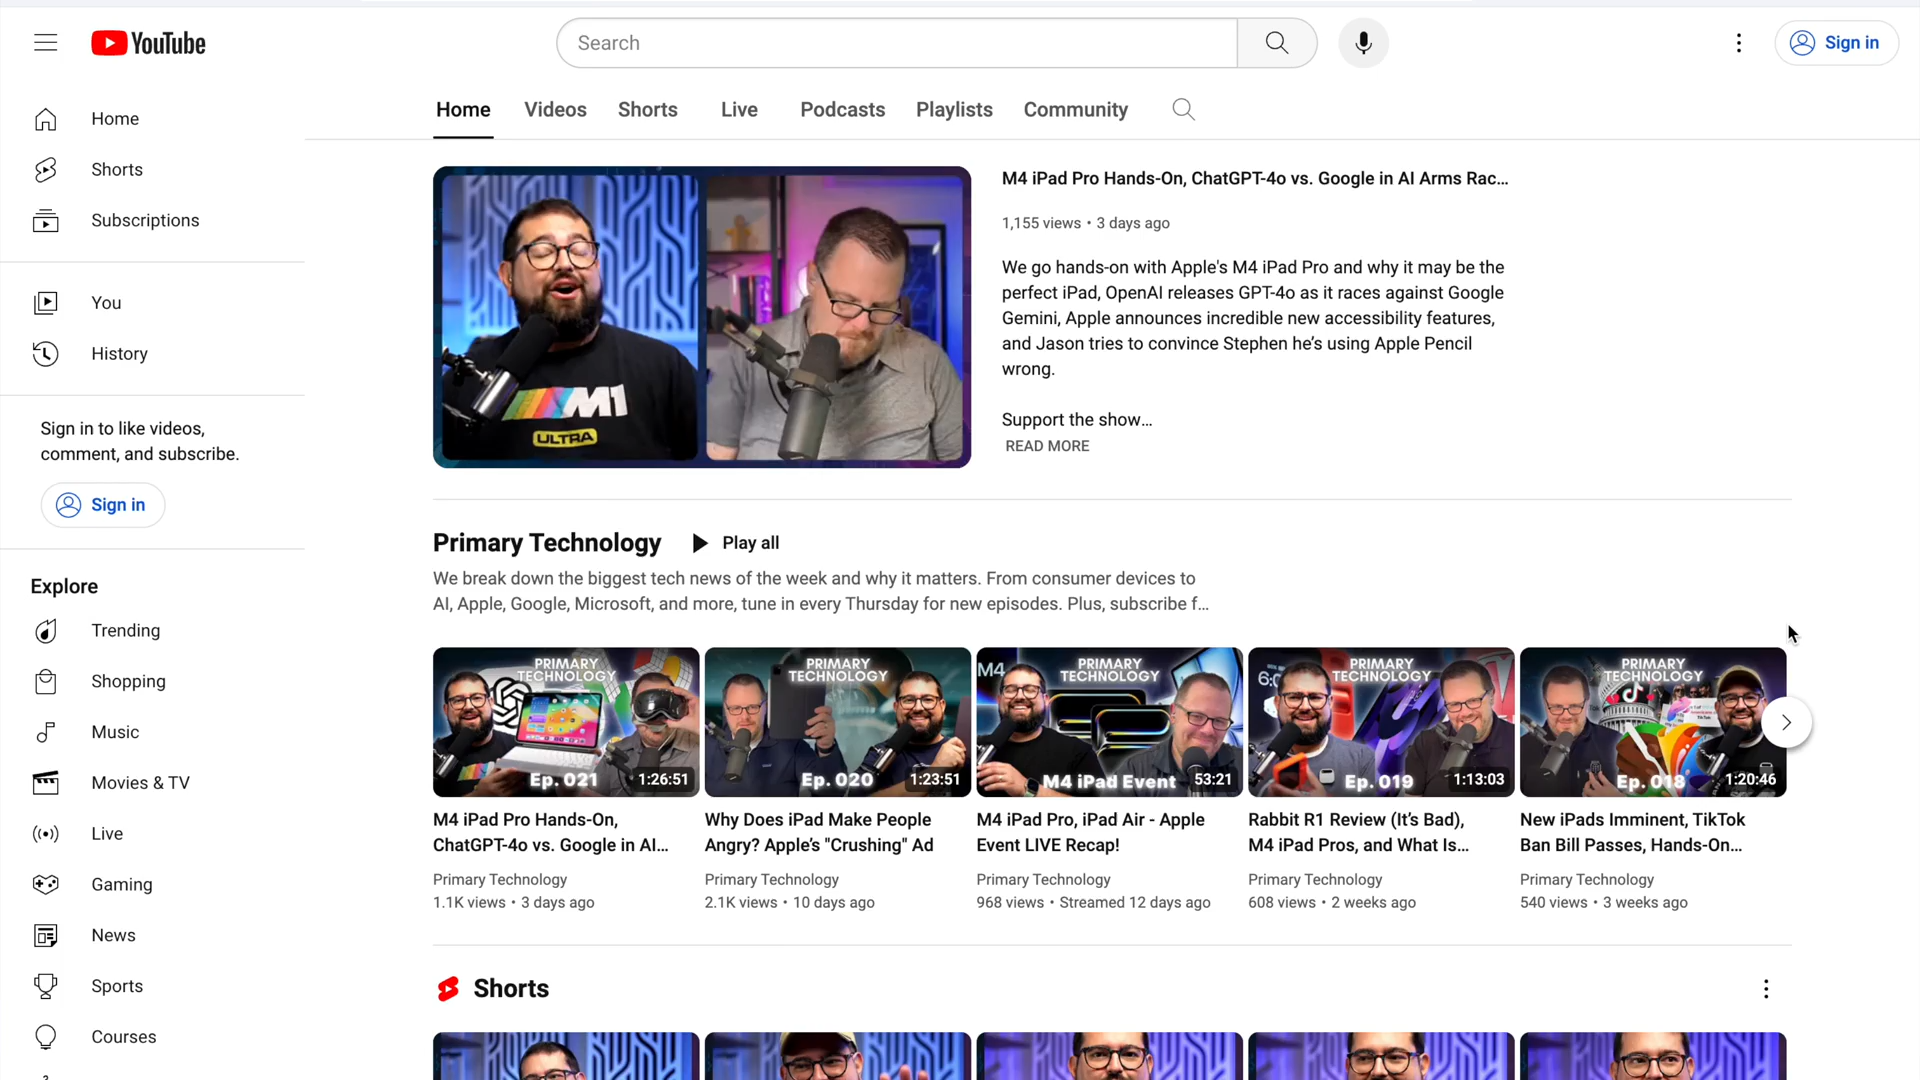 YouTube
Search
Sign in
Home
Shorts
Subscriptions
You
History
Sign in to like videos,
comment, and subscribe.
Sign in
Explore
Trending
Shopping
Music
Movies & TV
Live
Gaming
News
Sports
Courses
Home Videos Shorts Live Podcasts Playlists Community
M1
ULTRA
M4 iPad Pro Hands-On, ChatGPT-4o vs. Google in AI Arms Rac...
1,155 views • 3 days ago
We go hands-on with Apple's M4 iPad Pro and why it may be the
perfect iPad, OpenAI releases GPT-4o as it races against Google
Gemini, Apple announces incredible new accessibility features,
and Jason tries to convince Stephen he’s using Apple Pencil
wrong.
Support the show...
READ MORE
Primary Technology
Play all
We break down the biggest tech news of the week and why it matters. From consumer devices to
AI, Apple, Google, Microsoft, and more, tune in every Thursday for new episodes. Plus, subscribe f...
PRIMARY
TECHNOLOGY
Ep. 021
1:26:51
M4 iPad Pro Hands-On,
ChatGPT-4o vs. Google in AI...
Primary Technology
1.1K views • 3 days ago
PRIMARY
TECHNOLOGY
Ep. 020
1:23:51
Why Does iPad Make People
Angry? Apple’s "Crushing" Ad
Primary Technology
2.1K views • 10 days ago
M4
PRIMARY
TECHNOLOGY
M4 iPad Event
53:21
M4 iPad Pro, iPad Air - Apple
Event LIVE Recap!
Primary Technology
968 views • Streamed 12 days ago
PRIMARY
TECHNOLOGY
Ep. 019
1:13:03
Rabbit R1 Review (It’s Bad),
M4 iPad Pros, and What Is...
Primary Technology
608 views • 2 weeks ago
PRIMARY
TECHNOLOGY
Ep. 018
1:20:46
New iPads Imminent, TikTok
Ban Bill Passes, Hands-On...
Primary Technology
540 views • 3 weeks ago
Shorts